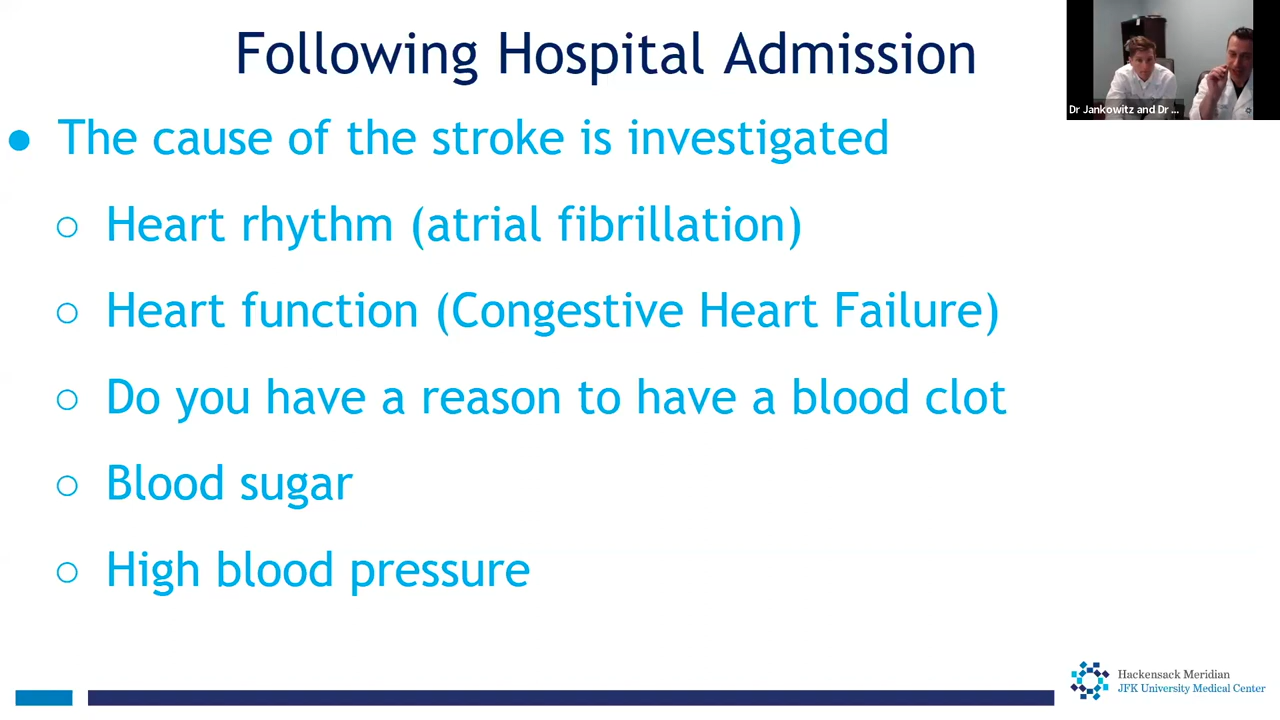 Following Hospital Admission
Dr Jankowitz and Dr ...
● The cause of the stroke is investigated
○ Heart rhythm (atrial fibrillation)
○ Heart function (Congestive Heart Failure)
○ Do you have a reason to have a blood clot
○ Blood sugar
○ High blood pressure
Hackensack Meridian
JFK University Medical Center